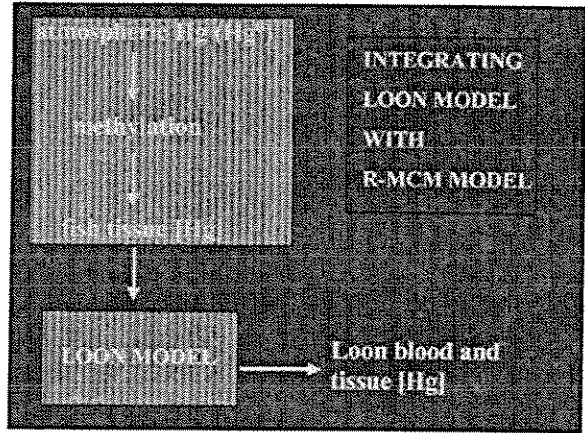 atmospheric Hg (Hg⁰)
methylation
fish tissue [Hg]
INTEGRATING
LOON MODEL
WITH
R-MCM MODEL
LOON MODEL
Loon blood and
tissue [Hg]